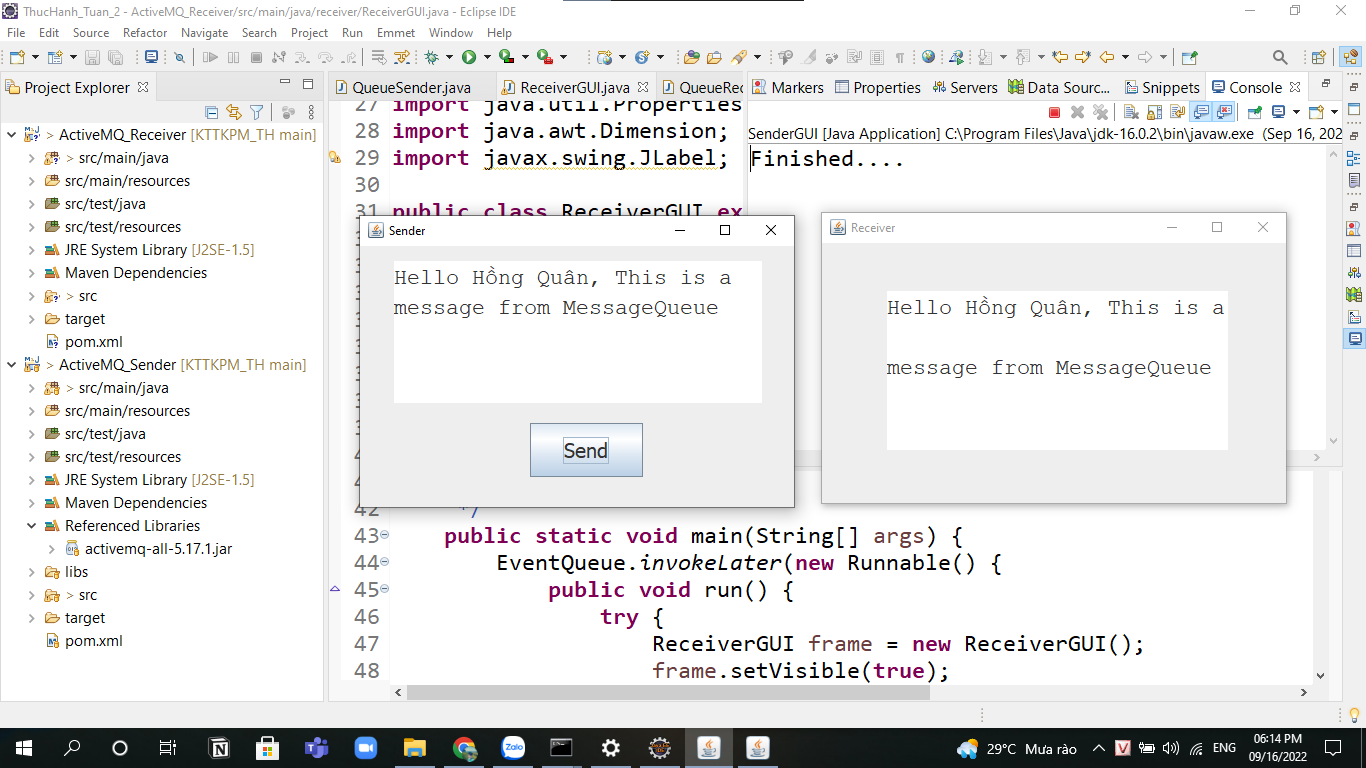 ThucHanh_Tuan_2 - ActiveMQ_Receiver/src/main/java/receiver/ReceiverGUI.java - Eclipse IDE
File Edit Source Refactor Navigate Search Project Run Emmet Window Help
Project Explorer
ActiveMQ_Receiver [KTTKPM_TH main]
> src/main/java
src/main/resources
src/test/java
src/test/resources
JRE System Library [J2SE-1.5]
Maven Dependencies
> src
target
pom.xml
> ActiveMQ_Sender [KTTKPM_TH main]
> src/main/java
src/main/resources
src/test/java
src/test/resources
JRE System Library [J2SE-1.5]
Maven Dependencies
Referenced Libraries
activemq-all-5.17.1.jar
libs
> src
target
pom.xml
QueueSender.java ReceiverGUI.java QueueRec
27 import java.util.Properties
28 import java.awt.Dimension;
29 import javax.swing.JLabel;
30
31 public class ReceiverGUI ex
Markers Properties Servers Data Sourc... Snippets Console
SenderGUI [Java Application] C:\Program Files\Java\jdk-16.0.2\bin\javaw.exe (Sep 16, 202
Finished....
Sender
Hello Hồng Quân, This is a
message from MessageQueue
Send
Receiver
Hello Hồng Quân, This is a
message from MessageQueue
42 */
43 public static void main(String[] args) {
44 EventQueue.invokeLater(new Runnable() {
45 public void run() {
46 try {
47 ReceiverGUI frame = new ReceiverGUI();
48 frame.setVisible(true);
Zalo
29°C Mưa rào
V
ENG
06:14 PM
09/16/2022